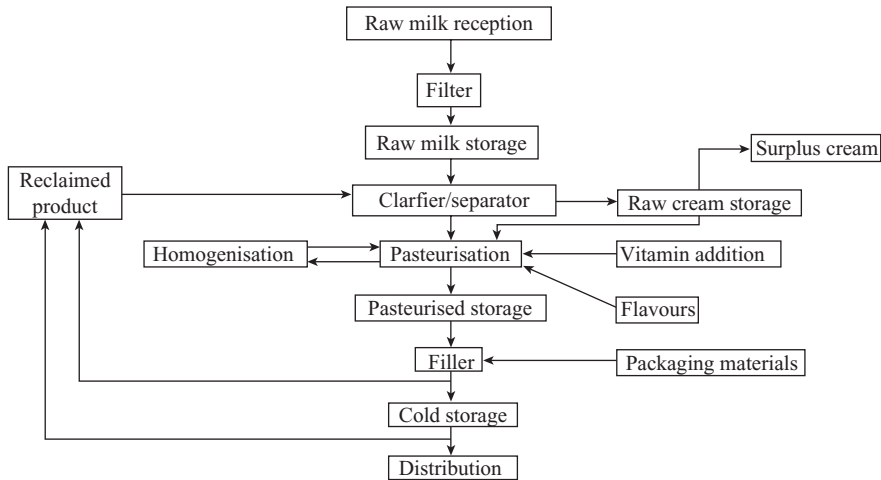 Raw milk reception
Filter
Raw milk storage
Surplus cream
Reclaimed
product
Clarfier/separator
Raw cream storage
Homogenisation
Pasteurisation
Vitamin addition
Pasteurised storage
Flavours
Filler
Packaging materials
Cold storage
Distribution